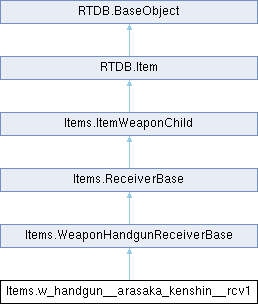 RTDB.BaseObject
RTDB.Item
Items.ItemWeaponChild
Items.ReceiverBase
Items.WeaponHandgunReceiverBase
Items.w_handgun__arasaka_kenshin__rcv1